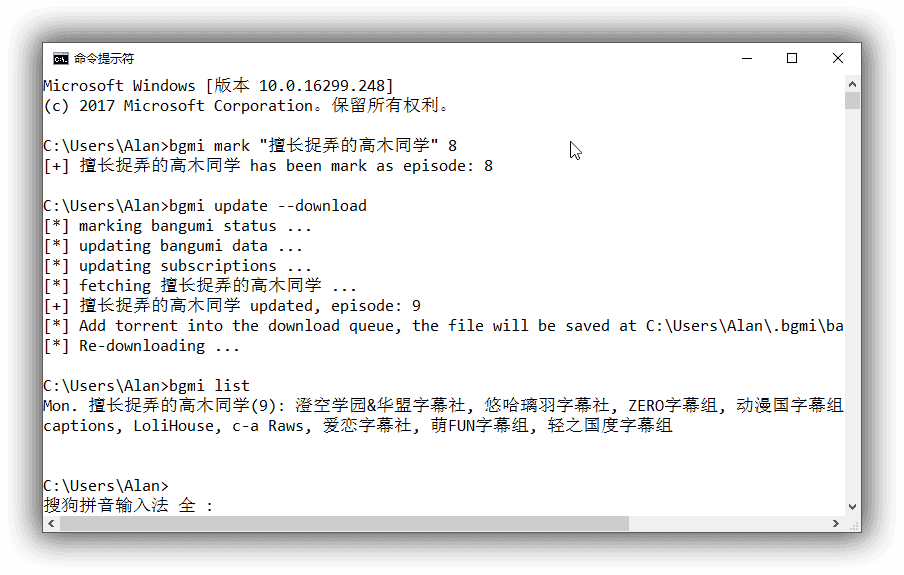 命令提示符
Microsoft Windows [版本 10.0.16299.248]
(c) 2017 Microsoft Corporation。保留所有权利。
C:\Users\Alan>bgmi mark "擅长捉弄的高木同学" 8
[+] 擅长捉弄的高木同学 has been mark as episode: 8
C:\Users\Alan>bgmi update --download
[*] marking bangumi status ...
[*] updating bangumi data ...
[*] updating subscriptions ...
[*] fetching 擅长捉弄的高木同学 ...
[+] 擅长捉弄的高木同学 updated, episode: 9
[*] Add torrent into the download queue, the file will be saved at C:\Users\Alan\.bgmi\ba
[*] Re-downloading ...
C:\Users\Alan>bgmi list
Mon. 擅长捉弄的高木同学(9): 澄空学园&华盟字幕社, 悠哈璃羽字幕社, ZERO字幕组, 动漫国字幕组
captions, LoliHouse, c-a Raws, 爱恋字幕社, 萌FUN字幕组, 轻之国度字幕组
C:\Users\Alan>
搜狗拼音输入法 全 :